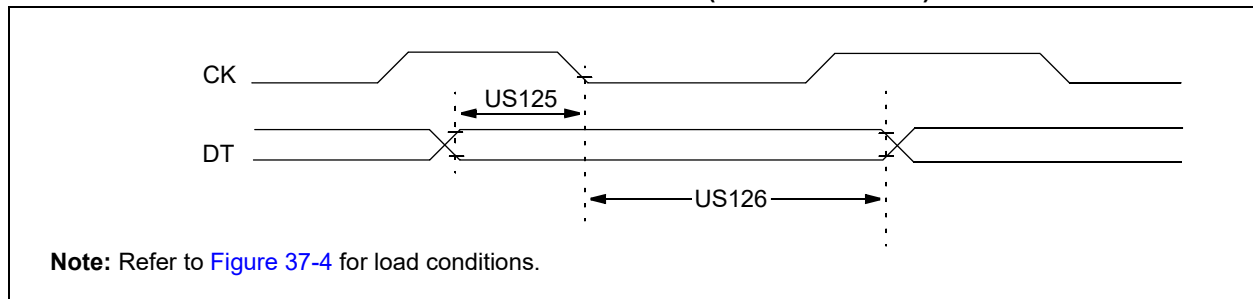 CK
US125
DT
US126
Note: Refer to Figure 37-4 for load conditions.